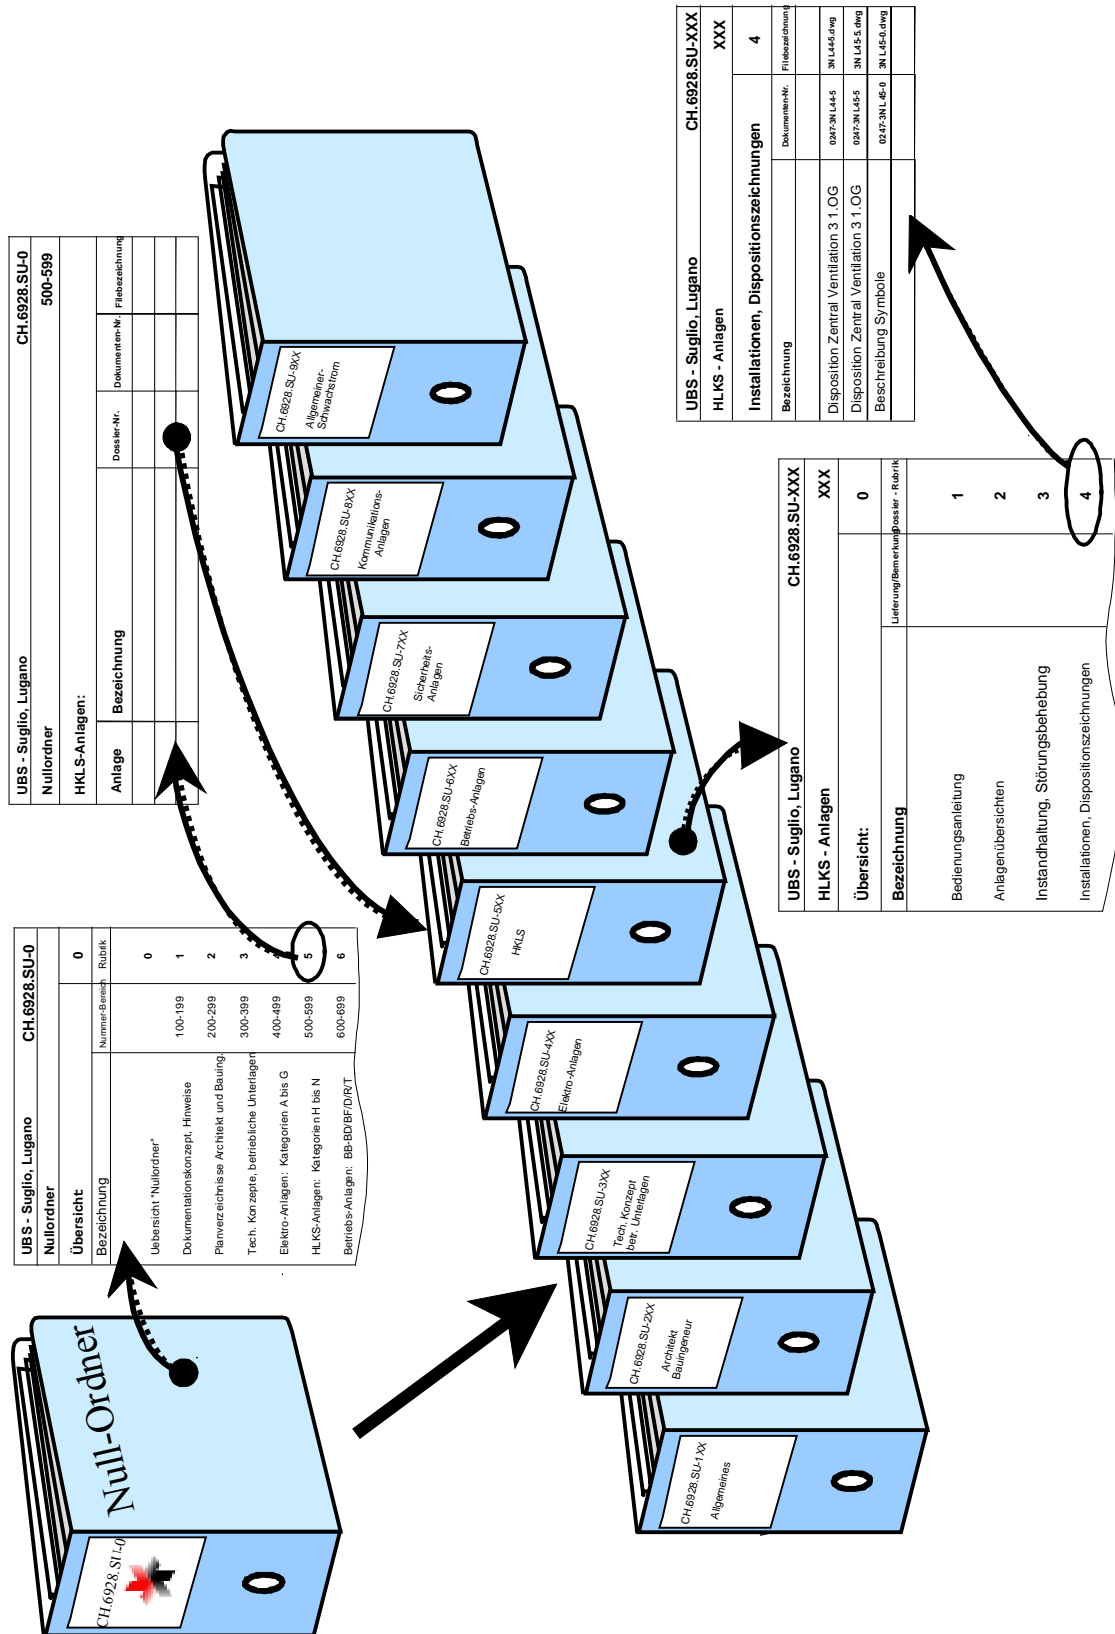 CH.6928.SU-0
Null-Ordner
UBS - Suglio, Lugano CH.6928.SU-0
Nullordner
Übersicht: 0
Bezeichnung Nummer-Bereich Rubrik
Uebersicht "Nullordner" 0
Dokumentationskonzept, Hinweise 100-199 1
Planverzeichnisse Architekt und Bauing. 200-299 2
Tech. Konzepte, betriebliche Unterlagen 300-399 3
Elektro-Anlagen: Kategorien A bis G 400-499 4
HLKS-Anlagen: Kategorien H bis N 500-599 5
Betriebs-Anlagen: BB-BD/BF/D/R/T 600-699 6
UBS - Suglio, Lugano CH.6928.SU-0
Nullordner 500-599
HKLS-Anlagen:
Anlage Bezeichnung Dossier-Nr. Dokumenten-Nr. Filebezeichnung
CH.6928.SU-1XX
Allgemeines
CH.6928.SU-2XX
Architekt
Bauingeneur
CH.6928.SU-3XX
Tech. Konzept
betr. Unterlagen
CH.6928.SU-4XX
Elektro-Anlagen
CH.6928.SU-5XX
HKLS
CH.6928.SU-6XX
Betriebs-Anlagen
CH.6928.SU-7XX
Sicherheits-
Anlagen
CH.6928.SU-8XX
Kommunikations-
Anlagen
CH.6928.SU-9XX
Allgemeiner-
Schwachstrom
UBS - Suglio, Lugano CH.6928.SU-XXX
HLKS - Anlagen XXX
Übersicht: 0
Bezeichnung Lieferung/Bemerkung Dossier - Rubrik
Bedienungsanleitung 1
Anlagenübersichten 2
Instandhaltung, Störungsbehebung 3
Installationen, Dispositionszeichnungen 4
UBS - Suglio, Lugano CH.6928.SU-XXX
HLKS - Anlagen XXX
Installationen, Dispositionszeichnungen 4
Bezeichnung Dokumenten-Nr. Filebezeichnung
Disposition Zentral Ventilation 3 1.OG 0247-3N L44-5 3N L44-5.dwg
Disposition Zentral Ventilation 3 1.OG 0247-3N L45-5 3N L45-5.dwg
Beschreibung Symbole 0247-3N L45-0 3N L45-0.dwg